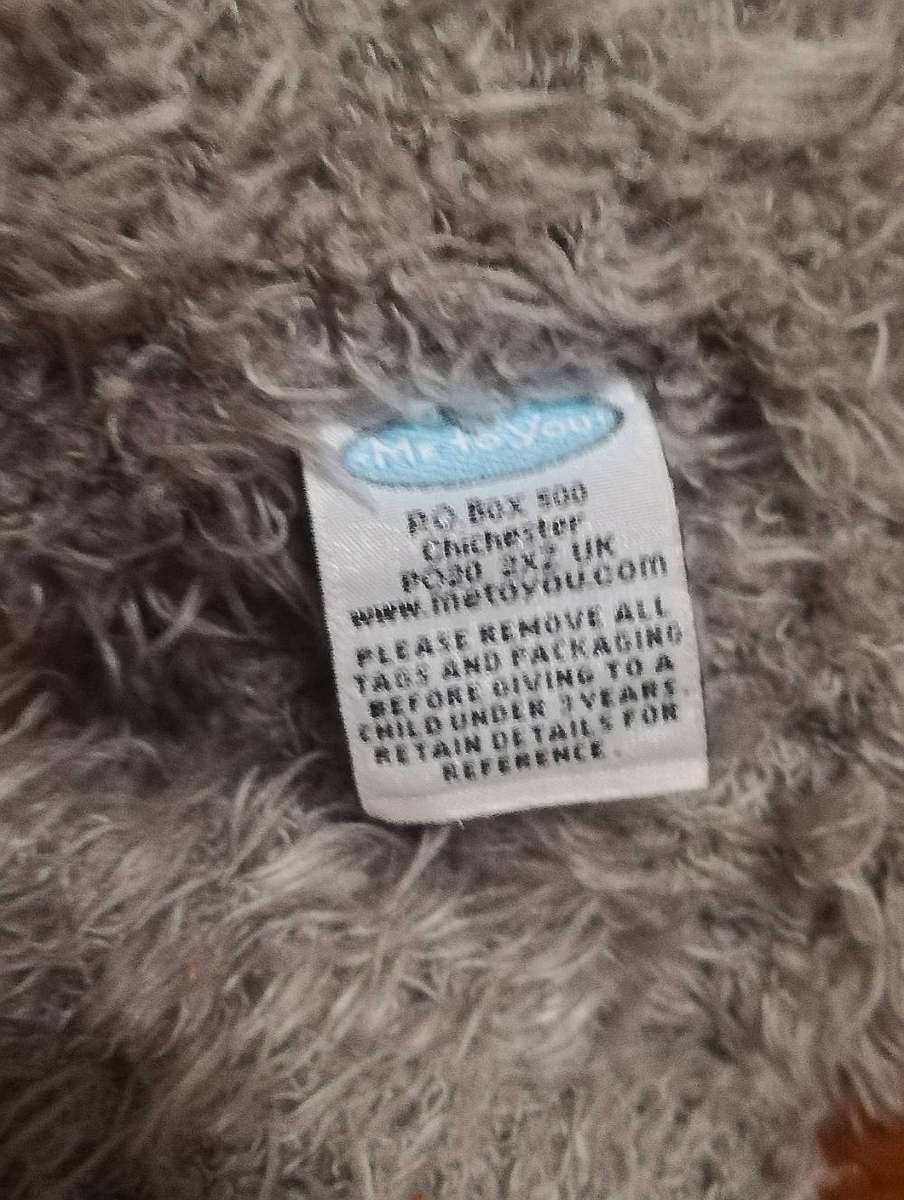 Me to You
P.O. Box 500
Chichester
PO20 2XZ UK
www.metoyou.com
PLEASE REMOVE ALL
TAGS AND PACKAGING
BEFORE GIVING TO A
CHILD UNDER 3 YEARS
RETAIN DETAILS FOR
REFERENCE.